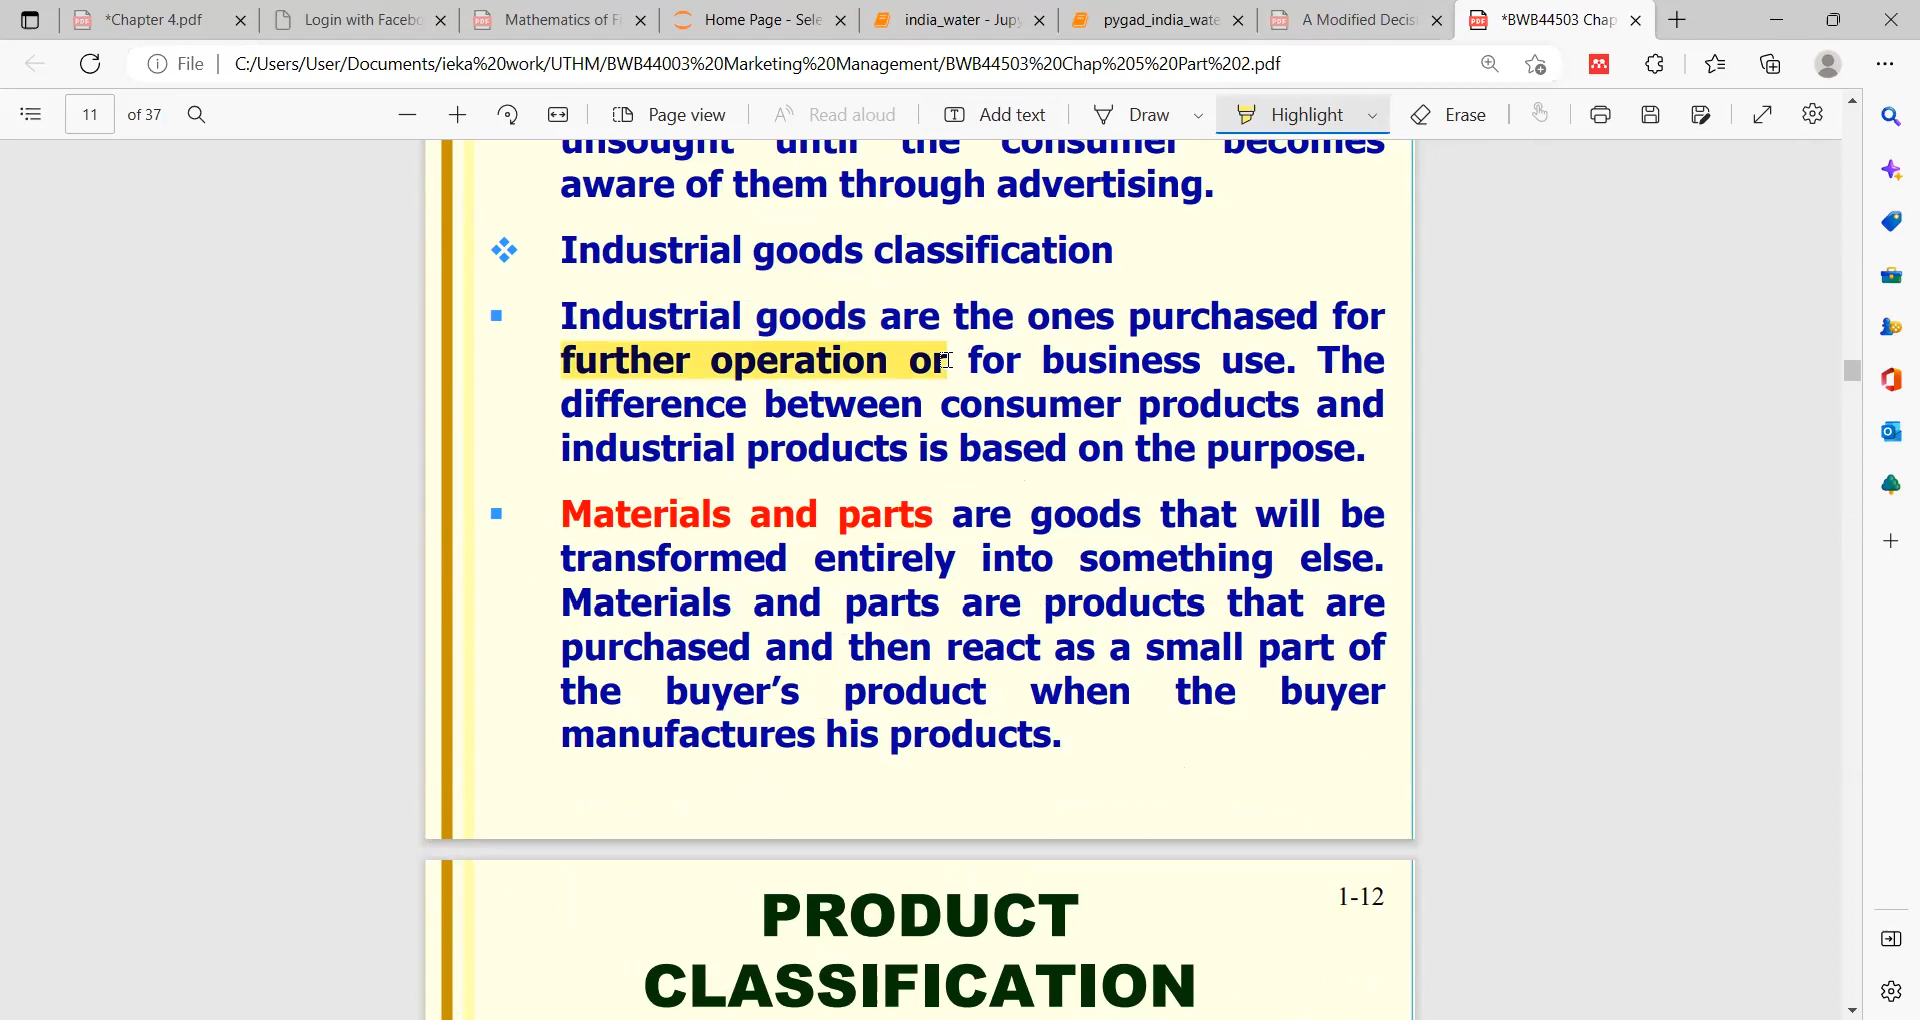 *Chapter 4.pdf
Login with Facebo
Mathematics of Fi
Home Page - Sele
india_water - Jupy
pygad_india_wate
A Modified Decis
*BWB44503 Chap
File
C:/Users/User/Documents/ieka%20work/UTHM/BWB44003%20Marketing%20Management/BWB44503%20Chap%205%20Part%202.pdf
11 of 37
Page view
Read aloud
Add text
Draw
Highlight
Erase
unsought until the consumer becomes
aware of them through advertising.
Industrial goods classification
Industrial goods are the ones purchased for
further operation or for business use. The
difference between consumer products and
industrial products is based on the purpose.
Materials and parts are goods that will be
transformed entirely into something else.
Materials and parts are products that are
purchased and then react as a small part of
the buyer’s product when the buyer
manufactures his products.
1-12
PRODUCT
CLASSIFICATION